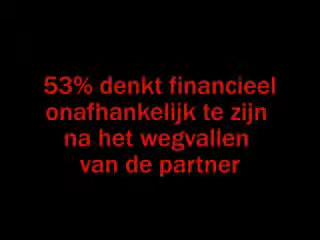 53% denkt financieel
onafhankelijk te zijn
na het wegvallen
van de partner